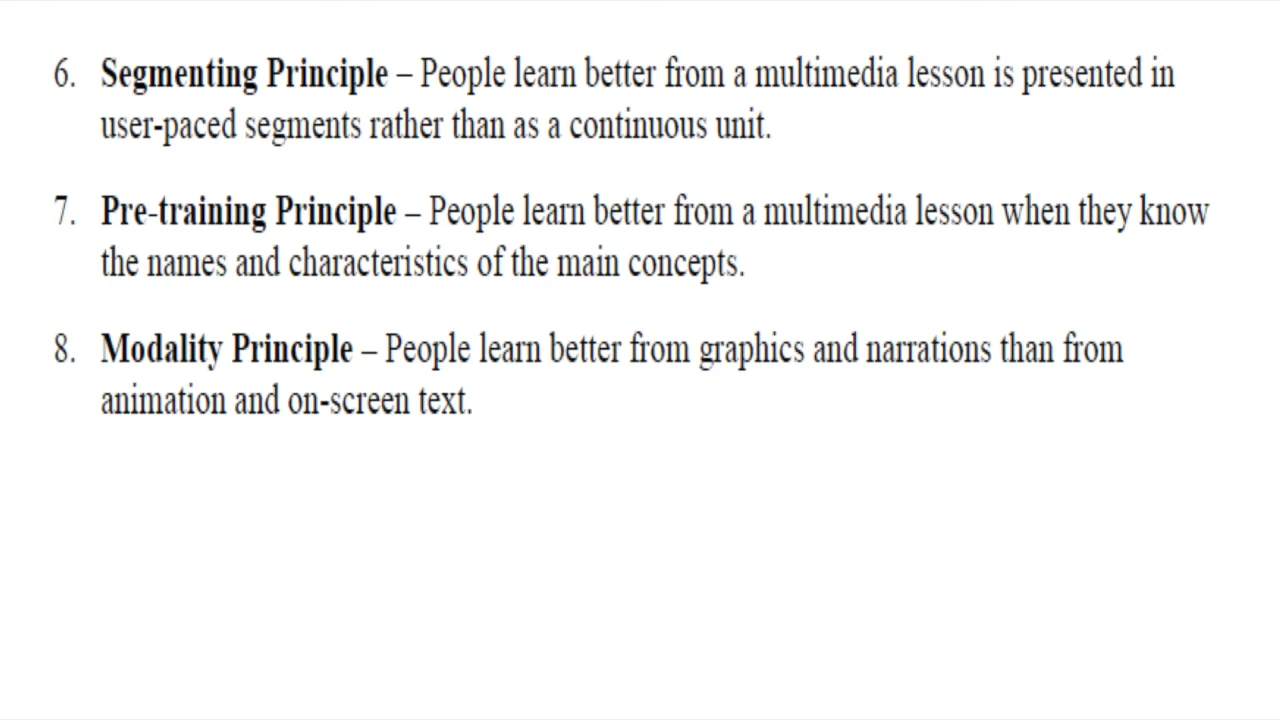 6. Segmenting Principle – People learn better from a multimedia lesson is presented in
user-paced segments rather than as a continuous unit.
7. Pre-training Principle – People learn better from a multimedia lesson when they know
the names and characteristics of the main concepts.
8. Modality Principle – People learn better from graphics and narrations than from
animation and on-screen text.